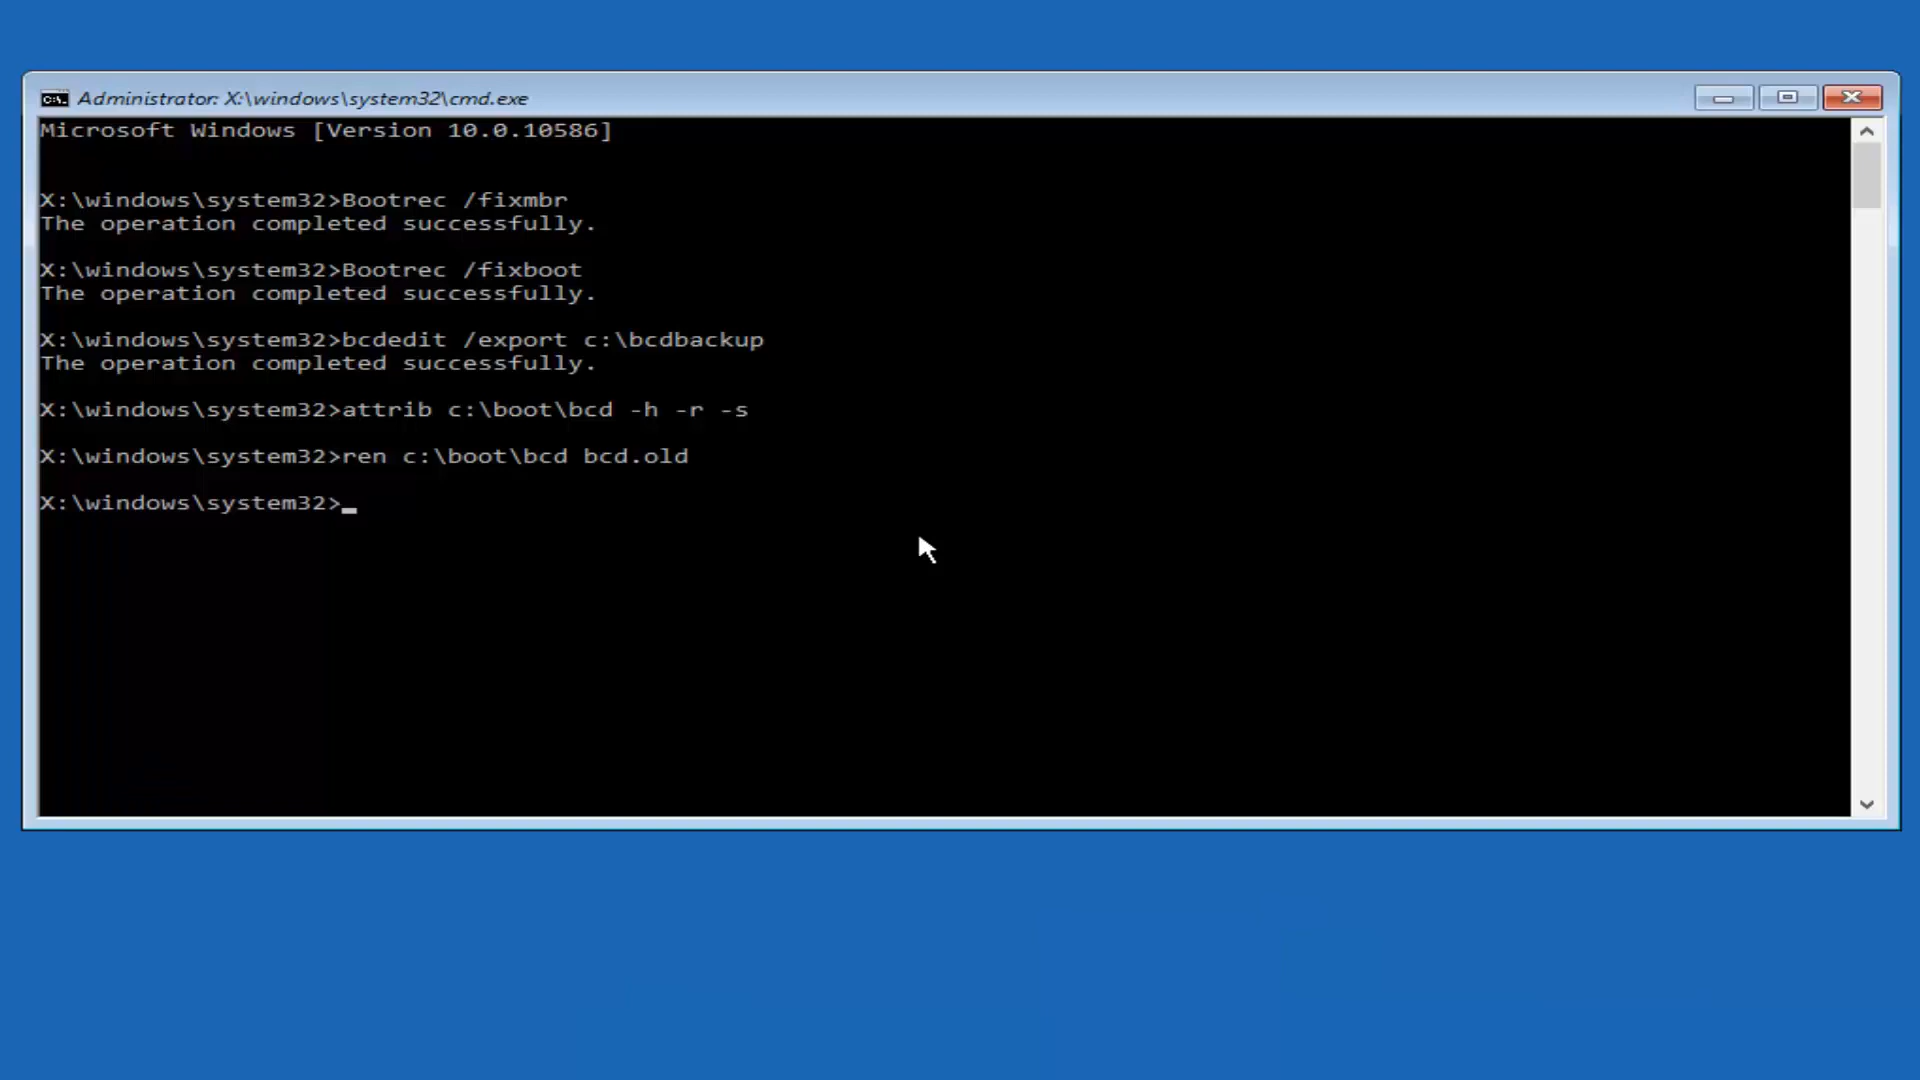 Administrator: X:\windows\system32\cmd.exe
Microsoft Windows [Version 10.0.10586]
X:\windows\system32>Bootrec /fixmbr
The operation completed successfully.
X:\windows\system32>Bootrec /fixboot
The operation completed successfully.
X:\windows\system32>bcdedit /export c:\bcdbackup
The operation completed successfully.
X:\windows\system32>attrib c:\boot\bcd -h -r -s
X:\windows\system32>ren c:\boot\bcd bcd.old
X:\windows\system32>_